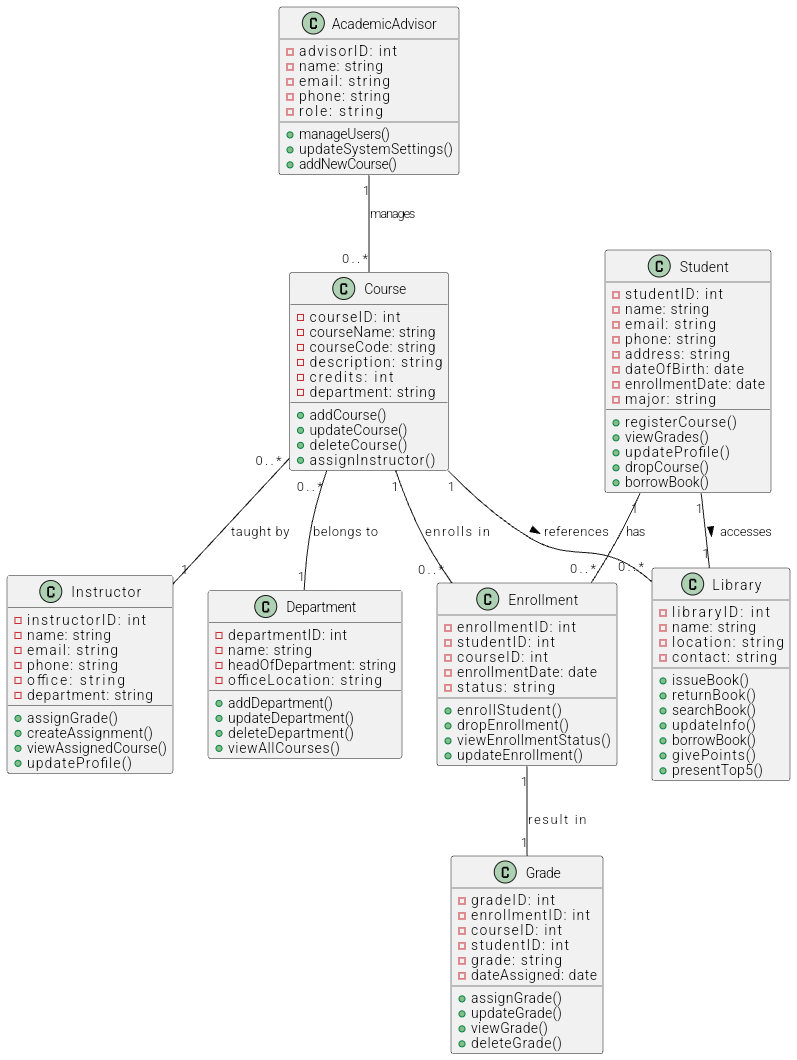 C AcademicAdvisor
advisorID: int
name: string
email: string
phone: string
role: string
manageUsers()
updateSystemSettings()
addNewCourse()
1
manages
0..*
C Course
courseID: int
courseName: string
courseCode: string
description: string
credits: int
department: string
addCourse()
updateCourse()
deleteCourse()
assignInstructor()
C Student
studentID: int
name: string
email: string
phone: string
address: string
dateOfBirth: date
enrollmentDate: date
major: string
registerCourse()
viewGrades()
updateProfile()
dropCourse()
borrowBook()
0..* 0..* 1 1 1 1
taught by belongs to enrolls in references has accesses
1 1 0..* 0..* 0..* 1
C Instructor
instructorID: int
name: string
email: string
phone: string
office: string
department: string
assignGrade()
createAssignment()
viewAssignedCourse()
updateProfile()
C Department
departmentID: int
name: string
headOfDepartment: string
officeLocation: string
addDepartment()
updateDepartment()
deleteDepartment()
viewAllCourses()
C Enrollment
enrollmentID: int
studentID: int
courseID: int
enrollmentDate: date
status: string
enrollStudent()
dropEnrollment()
viewEnrollmentStatus()
updateEnrollment()
C Library
libraryID: int
name: string
location: string
contact: string
issueBook()
returnBook()
searchBook()
updateInfo()
borrowBook()
givePoints()
presentTop5()
1
result in
1
C Grade
gradeID: int
enrollmentID: int
courseID: int
studentID: int
grade: string
dateAssigned: date
assignGrade()
updateGrade()
viewGrade()
deleteGrade()